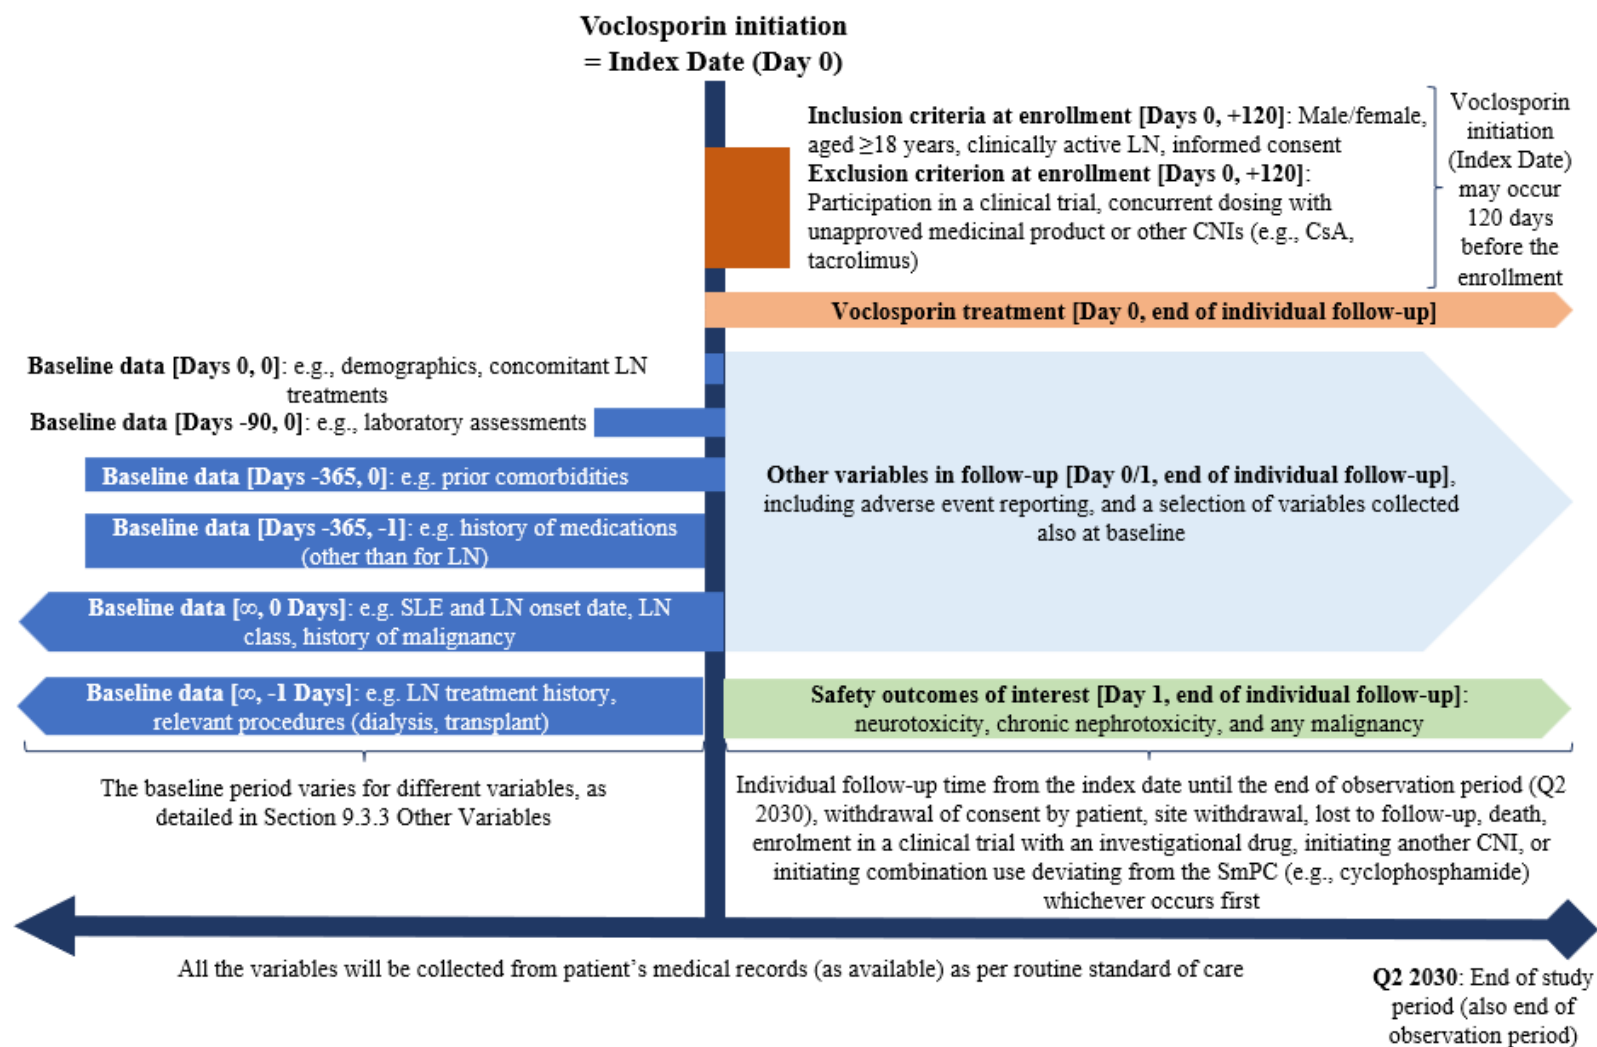 Voclosporin initiation
= Index Date (Day 0)
Inclusion criteria at enrollment [Days 0, +120]: Male/female,
aged ≥18 years, clinically active LN, informed consent
Exclusion criterion at enrollment [Days 0, +120]:
Participation in a clinical trial, concurrent dosing with
unapproved medicinal product or other CNIs (e.g., CsA,
tacrolimus)
Voclosporin
initiation
(Index Date)
may occur
120 days
before the
enrollment
Voclosporin treatment [Day 0, end of individual follow-up]
Baseline data [Days 0, 0]: e.g., demographics, concomitant LN
treatments
Baseline data [Days -90, 0]: e.g., laboratory assessments
Baseline data [Days -365, 0]: e.g. prior comorbidities
Baseline data [Days -365, -1]: e.g. history of medications
(other than for LN)
Baseline data [∞, 0 Days]: e.g. SLE and LN onset date, LN
class, history of malignancy
Baseline data [∞, -1 Days]: e.g. LN treatment history,
relevant procedures (dialysis, transplant)
Other variables in follow-up [Day 0/1, end of individual follow-up],
including adverse event reporting, and a selection of variables collected
also at baseline
Safety outcomes of interest [Day 1, end of individual follow-up]:
neurotoxicity, chronic nephrotoxicity, and any malignancy
The baseline period varies for different variables, as
detailed in Section 9.3.3 Other Variables
Individual follow-up time from the index date until the end of observation period (Q2
2030), withdrawal of consent by patient, site withdrawal, lost to follow-up, death,
enrolment in a clinical trial with an investigational drug, initiating another CNI, or
initiating combination use deviating from the SmPC (e.g., cyclophosphamide)
whichever occurs first
All the variables will be collected from patient's medical records (as available) as per routine standard of care
Q2 2030: End of study
period (also end of
observation period)